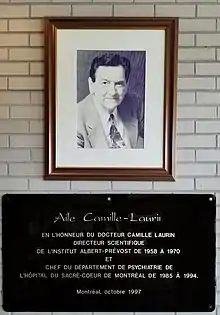 Aile Camille-Laurin
EN L'HONNEUR DU DOCTEUR CAMILLE LAURIN
DIRECTEUR SCIENTIFIQUE
DE L'INSTITUT ALBERT-PRÉVOST DE 1958 À 1970
ET
CHEF DU DÉPARTEMENT DE PSYCHIATRIE DE
L'HÔPITAL DU SACRÉ-COEUR DE MONTRÉAL DE 1985 À 1994.
Montréal, octobre 1997